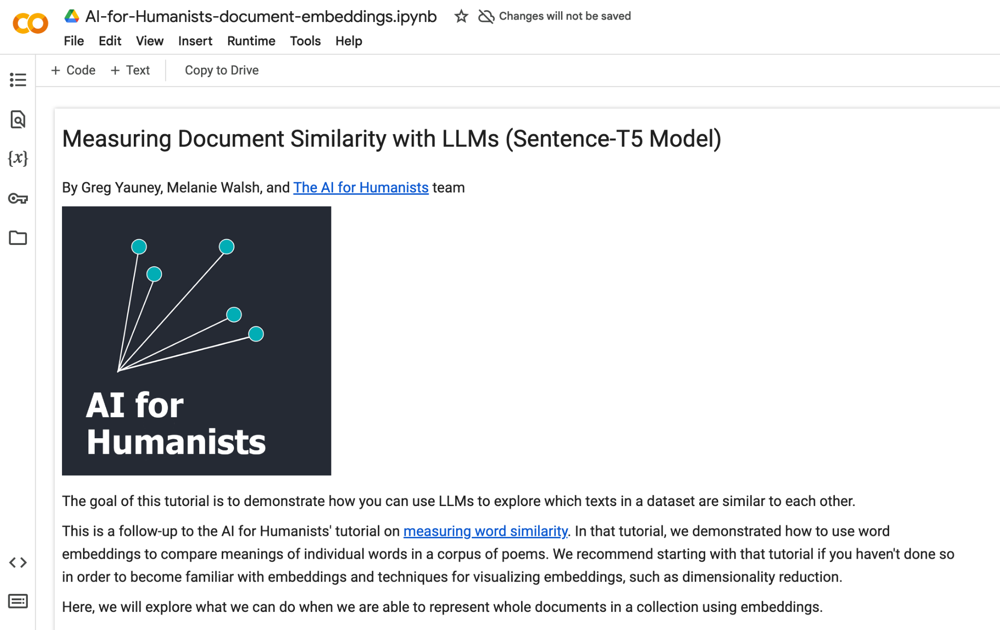 AI-for-Humanists-document-embeddings.ipynb Changes will not be saved
File Edit View Insert Runtime Tools Help
+ Code + Text Copy to Drive
{x}
Measuring Document Similarity with LLMs (Sentence-T5 Model)
By Greg Yauney, Melanie Walsh, and The AI for Humanists team
AI for
Humanists
The goal of this tutorial is to demonstrate how you can use LLMs to explore which texts in a dataset are similar to each other.
This is a follow-up to the AI for Humanists' tutorial on measuring word similarity. In that tutorial, we demonstrated how to use word
embeddings to compare meanings of individual words in a corpus of poems. We recommend starting with that tutorial if you haven't done so
in order to become familiar with embeddings and techniques for visualizing embeddings, such as dimensionality reduction.
Here, we will explore what we can do when we are able to represent whole documents in a collection using embeddings.